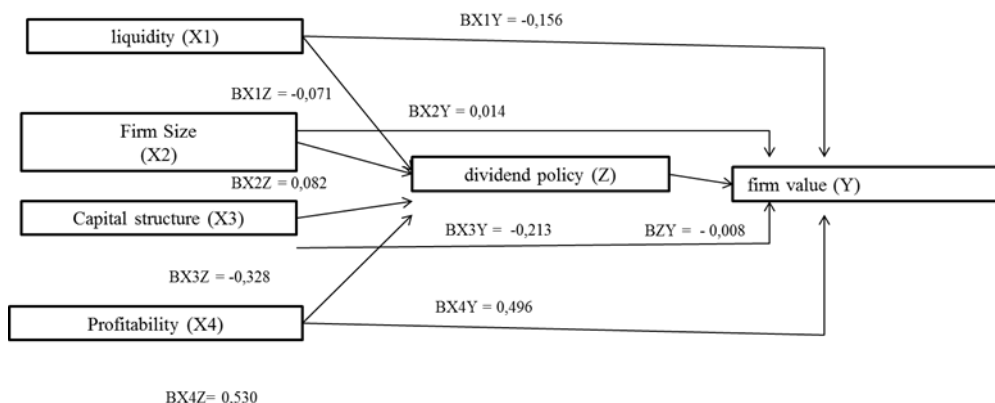 BX1Y = -0,156
liquidity (X1)
BX1Z = -0,071
BX2Y = 0,014
Firm Size
(X2)
dividend policy (Z)
firm value (Y)
BX2Z = 0,082
Capital structure (X3)
BX3Y = -0,213
BZY = - 0,008
BX3Z = -0,328
BX4Y = 0,496
Profitability (X4)
BX4Z= 0,530